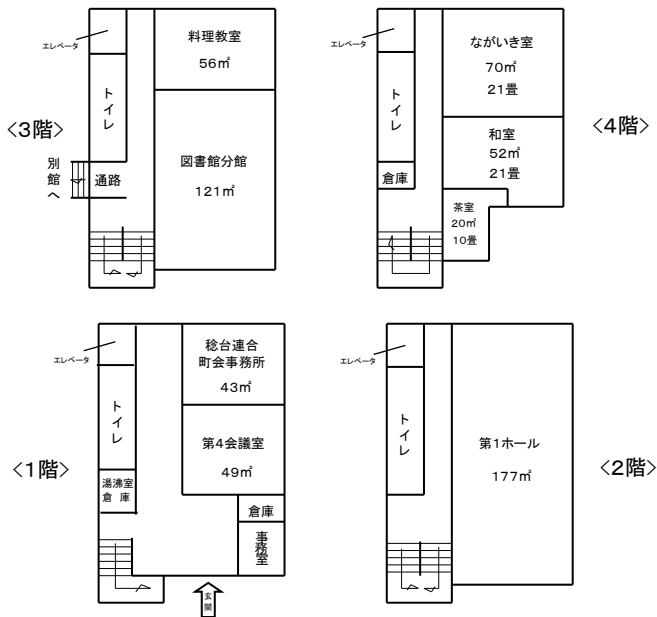 エレベータ
料理教室
56㎡
トイレ
<3階>
図書館分館
121㎡
別館へ
通路
エレベータ
ながいき室
70㎡
21畳
トイレ
<4階>
和室
52㎡
21畳
倉庫
茶室
20㎡
10畳
エレベータ
稔台連合
町会事務所
43㎡
トイレ
第4会議室
49㎡
<1階>
湯沸室
倉庫
倉庫
事務室
玄関
エレベータ
トイレ
第1ホール
177㎡
<2階>